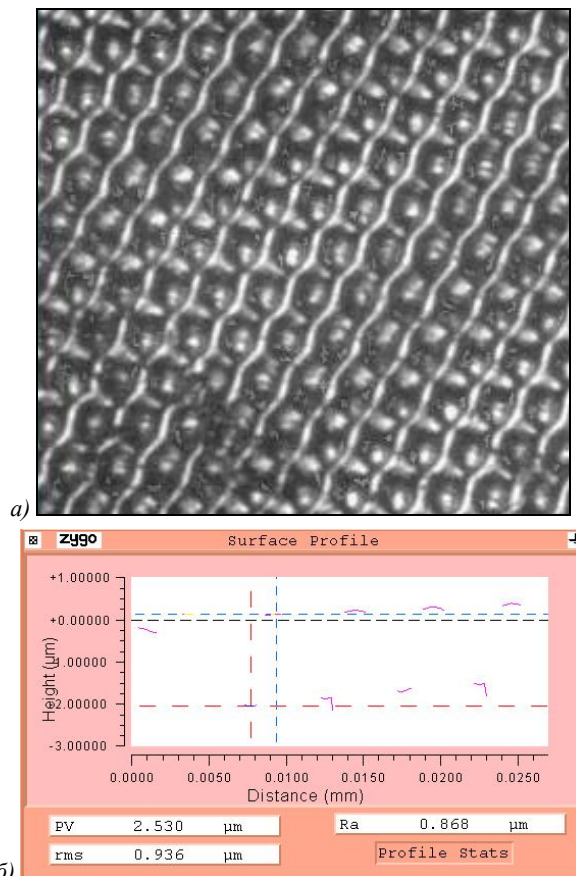 а)
zygo Surface Profile
+1.00000
+0.00000
1.00000
2.00000
-3.00000
Height (µm)
0.0000 0.0050 0.0100 0.0150 0.0200 0.0250
Distance (mm)
PV 2.530 µm Ra 0.868 µm
rms 0.936 µm Profile Stats
б)